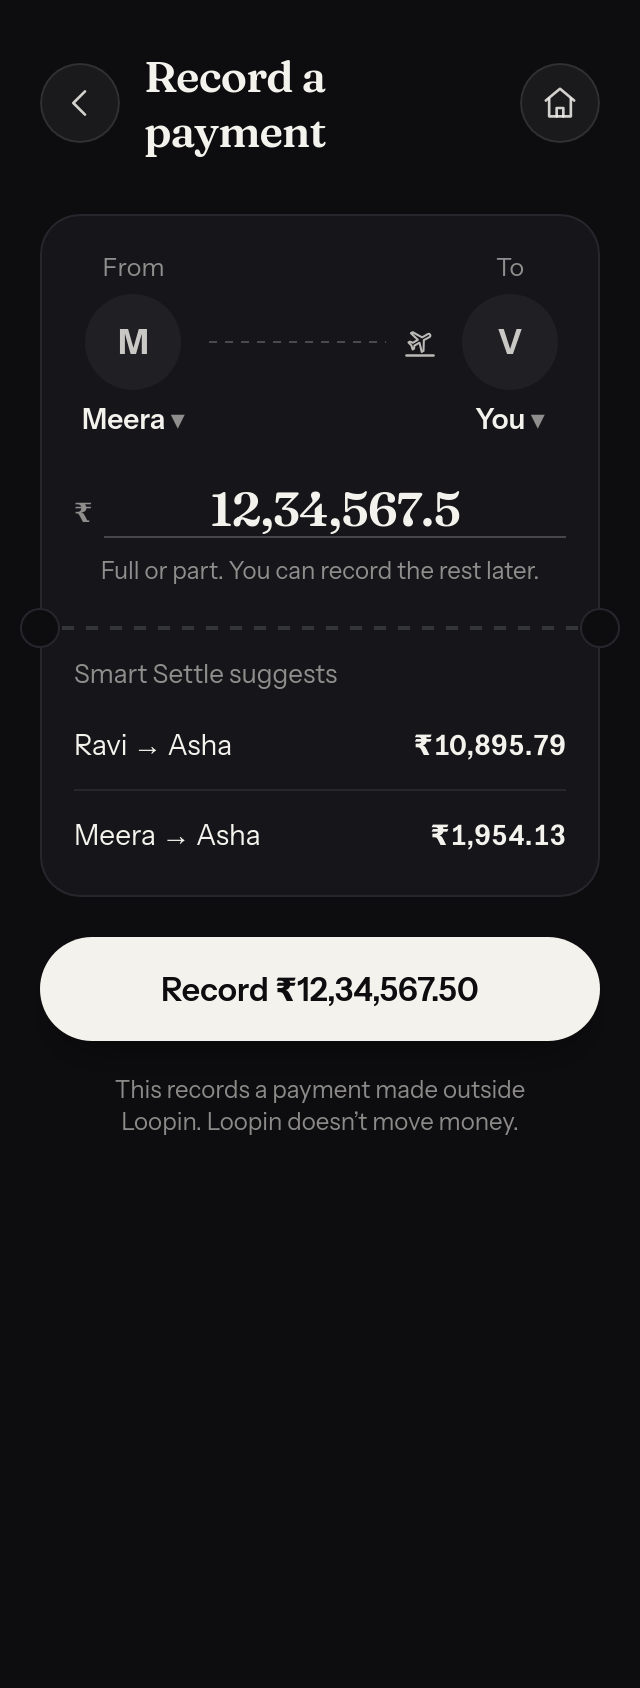 Record a
payment
From
To
M
V
Meera ▾
You ▾
₹ 12,34,567.5
Full or part. You can record the rest later.
Smart Settle suggests
Ravi → Asha ₹10,895.79
Meera → Asha ₹1,954.13
Record ₹12,34,567.50
This records a payment made outside
Loopin. Loopin doesn’t move money.